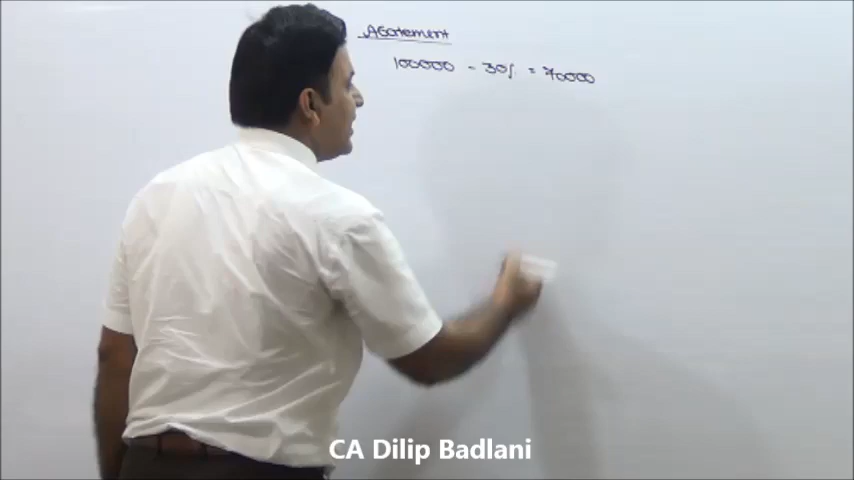 Abatement
100000 - 30% = 70000
CA Dilip Badlani